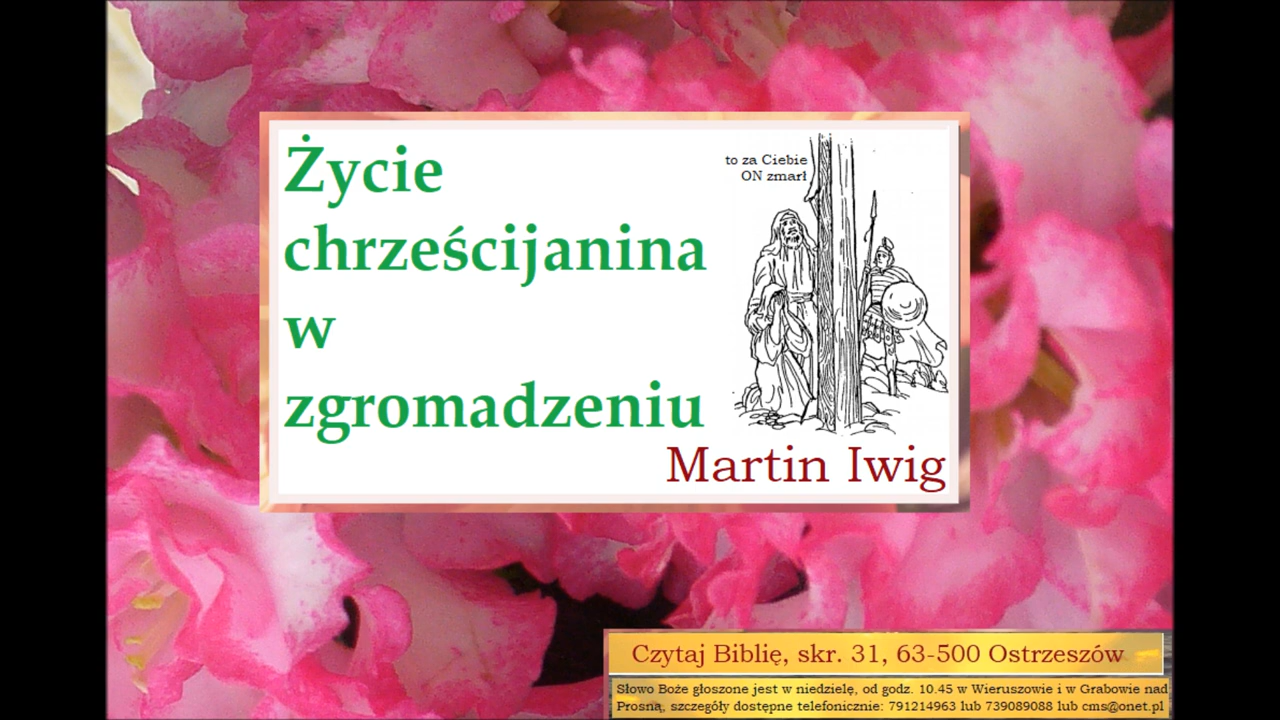 Życie
chrześcijanina
w
zgromadzeniu
to za Ciebie
ON zmarł
Martin Iwig
Czytaj Biblię, skr. 31, 63-500 Ostrzeszów
Słowo Boże głoszone jest w niedzielę, od godz. 10.45 w Wieruszowie i w Grabowie nad
Prosną, szczegóły dostępne telefonicznie: 791214963 lub 739089088 lub cms@onet.pl